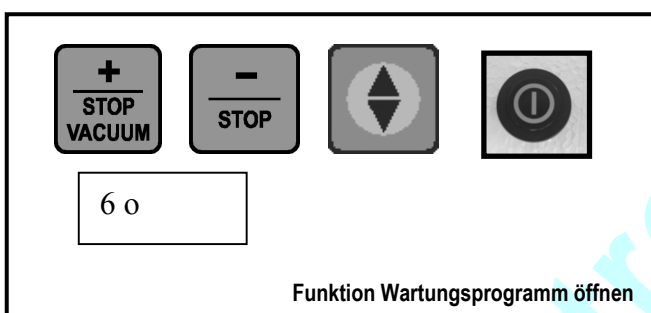 +
STOP
VACUUM
–
STOP
6 o
Funktion Wartungsprogramm öffnen